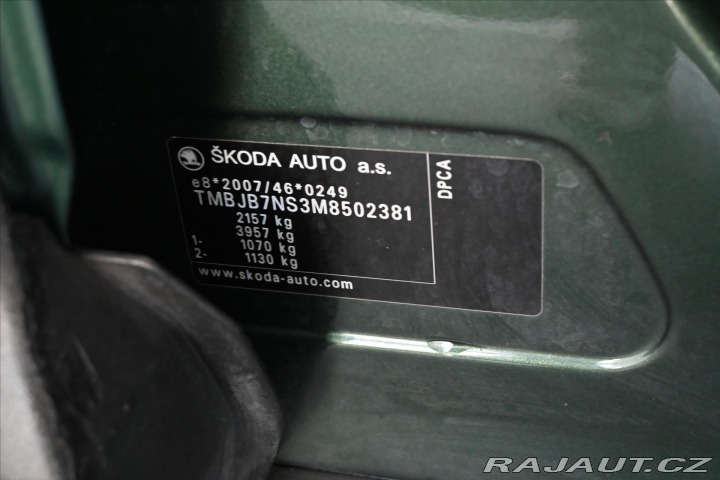 ŠKODA AUTO a.s.
e8*2007/46*0249
TMBJB7NS3M8502381
2157 kg
3957 kg
1- 1070 kg
2- 1130 kg
www.skoda-auto.com
DPCA
RAJAUT.CZ